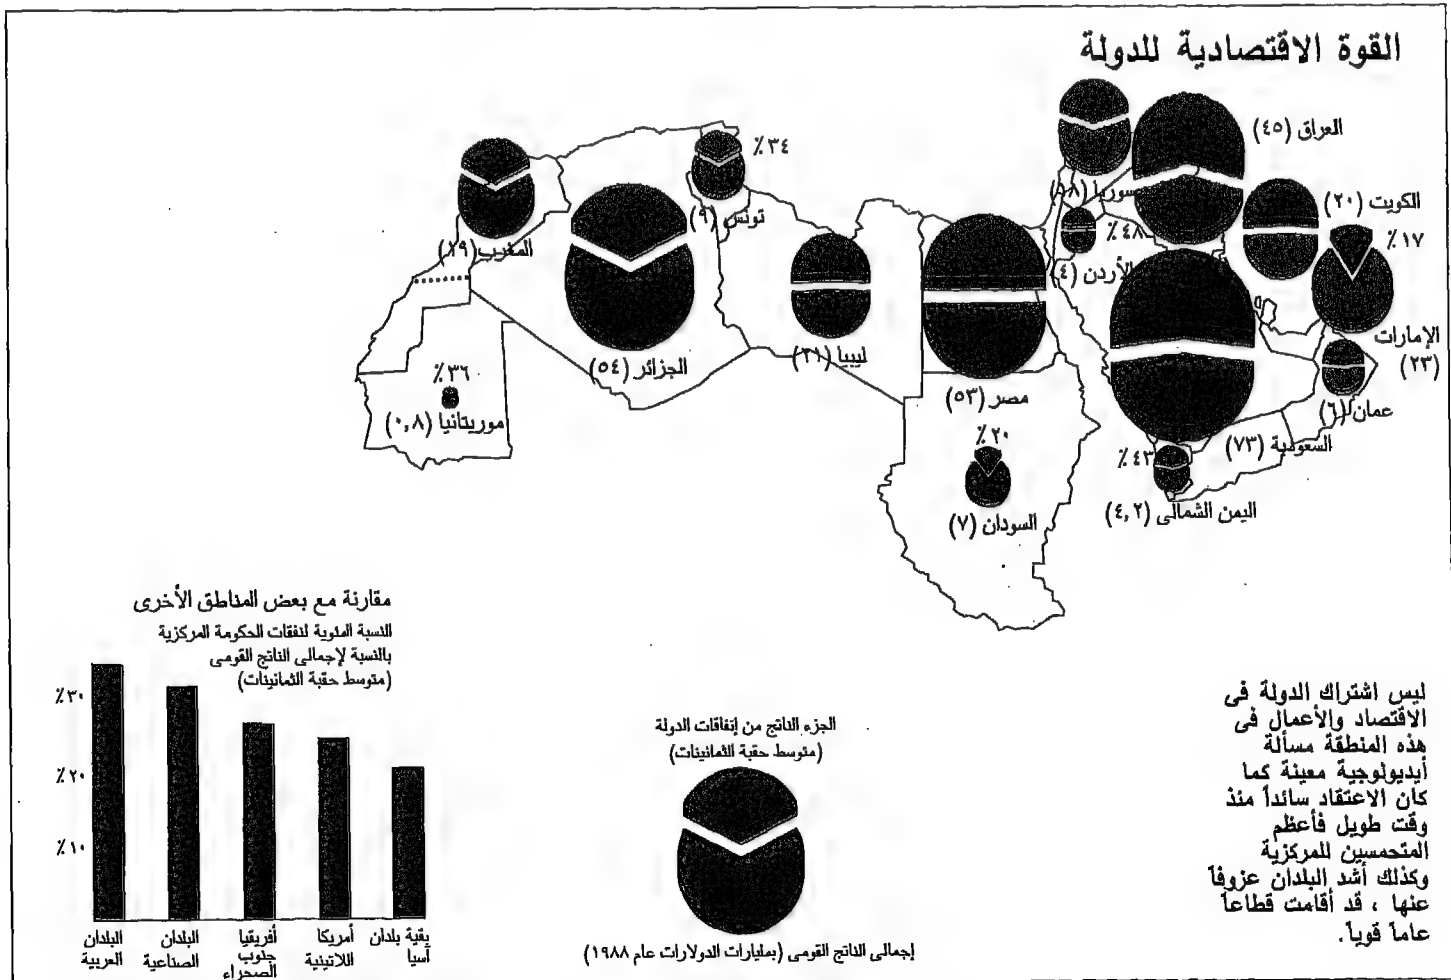 القوة الاقتصادية للدولة
العراق (٤٥)
سوريا (١٨)
الكويت (٢٠)
٪ ١٧
الإمارات
(٢٣)
٪ ٤٨
الأردن (٤)
عمان (٦)
السعودية (٧٣)
٪ ٤٣
اليمن الشمالى (٤,٢)
مصر (٥٣)
٪ ٢٠
السودان (٧)
ليبيا (٢١)
٪ ٣٤
تونس (٩)
الجزائر (٥٤)
المغرب (١٩)
٪ ٣٦
موريتانيا (٠,٨)
مقارنة مع بعض المناطق الأخرى
النسبة المئوية لنفقات الحكومة المركزية
بالنسبة لإجمالى الناتج القومى
(متوسط حقبة الثمانينات)
٪ ٣٠
٪ ٢٠
٪ ١٠
البلدان
العربية
البلدان
الصناعية
أفريقيا
جنوب
الصحراء
أمريكا
اللاتينية
بقية بلدان
آسيا
الجزء الناتج من إنفاقات الدولة
(متوسط حقبة الثمانينات)
إجمالى الناتج القومى (بمليارات الدولارات عام ١٩٨٨)
ليس اشتراك الدولة فى
الاقتصاد والأعمال فى
هذه المنطقة مسألة
أيديولوجية معينة كما
كان الاعتقاد سائداً منذ
وقت طويل فأعظم
المتحمسين للمركزية
وكذلك أشد البلدان عزوفاً
عنها ، قد أقامت قطاعاً
عاماً قوياً.